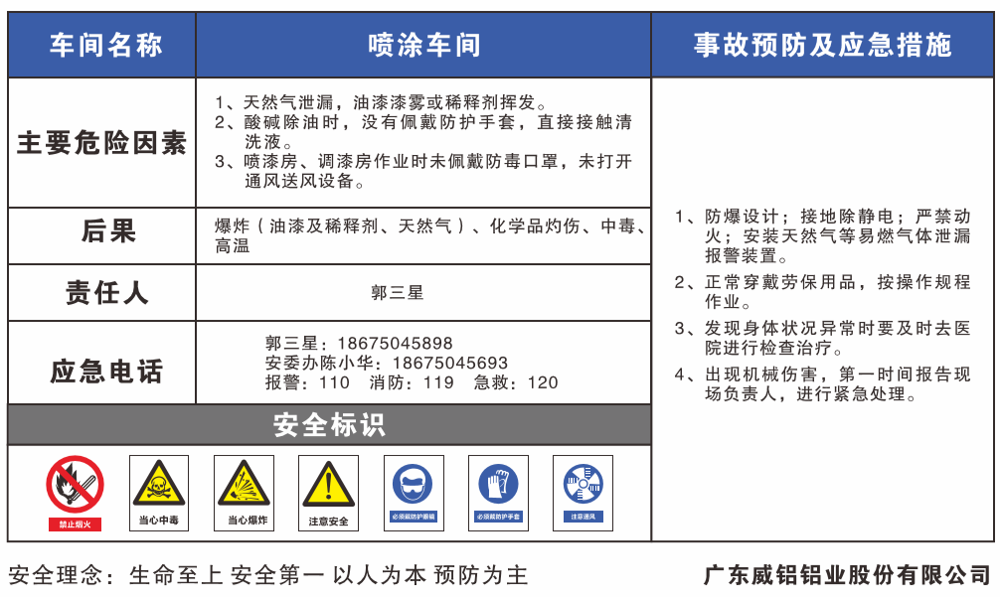 车间名称
喷涂车间
事故预防及应急措施
主要危险因素
1、天然气泄漏，油漆漆雾或稀释剂挥发。
2、酸碱除油时，没有佩戴防护手套，直接接触清
洗液。
3、喷漆房、调漆房作业时未佩戴防毒口罩，未打开
通风送风设备。
后果
爆炸（油漆及稀释剂、天然气）、化学品灼伤、中毒、
高温
责任人
郭三星
应急电话
郭三星：18675045898
安委办陈小华：18675045693
报警：110 消防：119 急救：120
1、防爆设计；接地除静电；严禁动
火；安装天然气等易燃气体泄漏
报警装置。
2、正常穿戴劳保用品，按操作规程
作业。
3、发现身体状况异常时要及时去医
院进行检查治疗。
4、出现机械伤害，第一时间报告现
场负责人，进行紧急处理。
安全标识
禁止烟火
当心中毒
当心爆炸
注意安全
必须戴防护眼镜
必须戴防护手套
注意通风
安全理念：生命至上 安全第一 以人为本 预防为主
广东威铝铝业股份有限公司